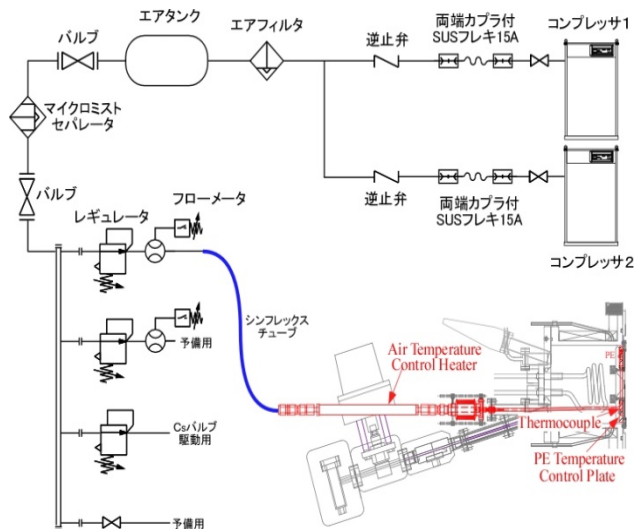 バルブ
エアタンク
エアフィルタ
逆止弁
両端カプラ付
SUSフレキ15A
コンプレッサ1
マイクロミスト
セパレータ
バルブ
逆止弁
両端カプラ付
SUSフレキ15A
コンプレッサ2
レギュレータ
フローメータ
シンフレックス
チューブ
予備用
Csバルブ
駆動用
予備用
Air Temperature
Control Heater
PE
Thermocouple
PE Temperature
Control Plate